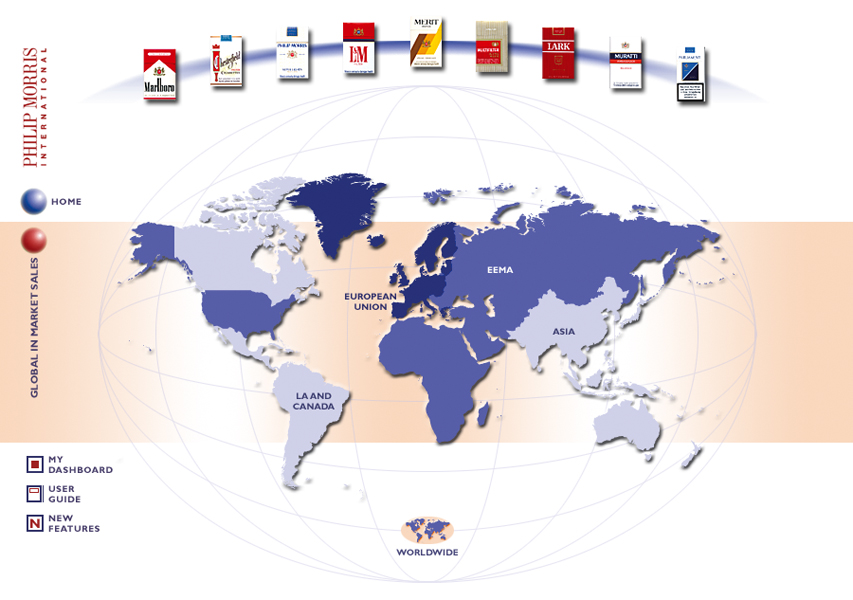 PHILIP MORRIS
INTERNATIONAL
Marlboro
Chesterfield
PHILIP MORRIS
L&M
MERIT
MULTIFILTER
LARK
MURATTI
HOME
GLOBAL IN MARKET SALES
EEMA
EUROPEAN
UNION
ASIA
LA AND
CANADA
MY
DASHBOARD
USER
GUIDE
N
NEW
FEATURES
WORLDWIDE